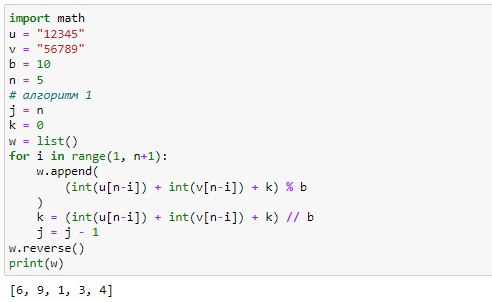 import math
u = "12345"
v = "56789"
b = 10
n = 5
# алгоритм 1
j = n
k = 0
w = list()
for i in range(1, n+1):
    w.append(
        (int(u[n-i]) + int(v[n-i]) + k) % b
    )
    k = (int(u[n-i]) + int(v[n-i]) + k) // b
    j = j - 1
w.reverse()
print(w)
[6, 9, 1, 3, 4]